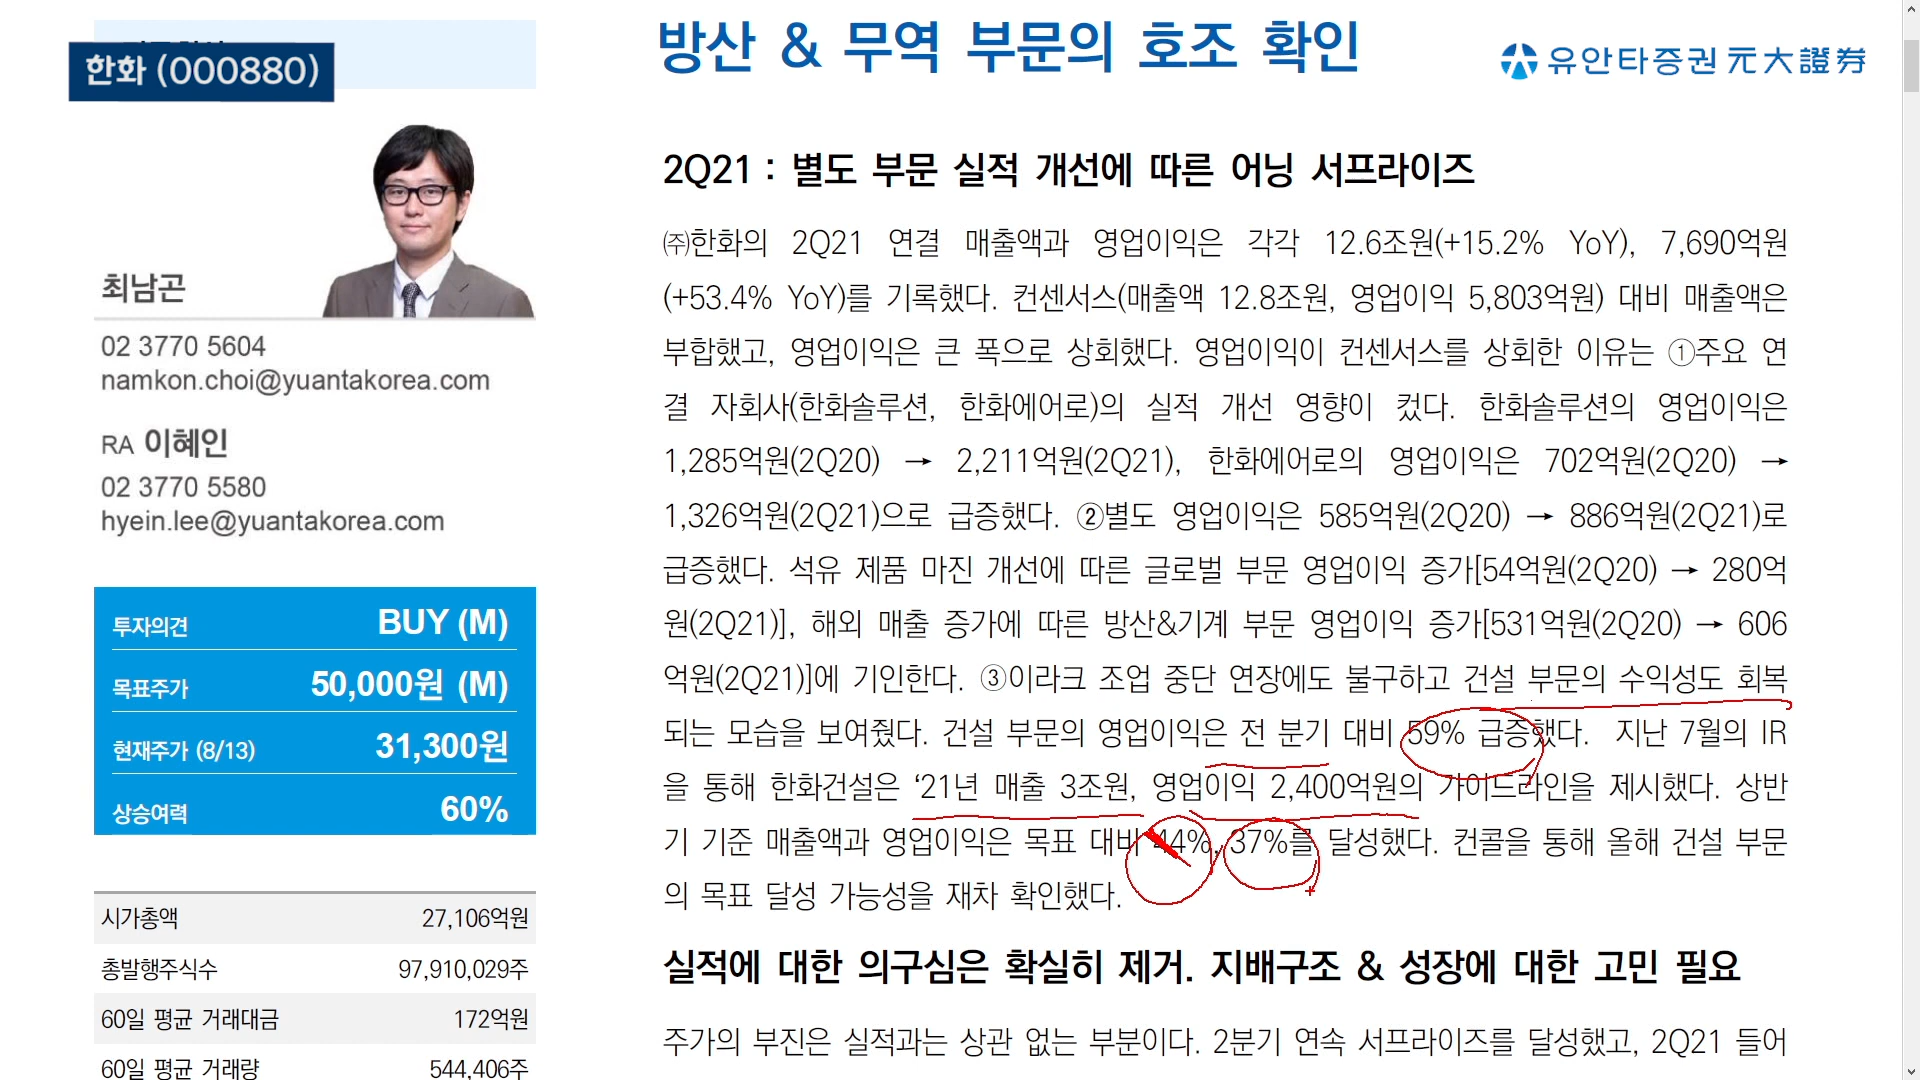 한화 (000880)
최남곤
02 3770 5604
namkon.choi@yuantakorea.com
RA 이혜인
02 3770 5580
hyein.lee@yuantakorea.com
투자의견 BUY (M)
목표주가 50,000원 (M)
현재주가 (8/13) 31,300원
상승여력 60%
시가총액 27,106억원
총발행주식수 97,910,029주
60일 평균 거래대금 172억원
60일 평균 거래량 544,406주
방산 & 무역 부문의 호조 확인
유안타증권 元大證券
2Q21 : 별도 부문 실적 개선에 따른 어닝 서프라이즈
㈜한화의 2Q21 연결 매출액과 영업이익은 각각 12.6조원(+15.2% YoY), 7,690억원
(+53.4% YoY)를 기록했다. 컨센서스(매출액 12.8조원, 영업이익 5,803억원) 대비 매출액은
부합했고, 영업이익은 큰 폭으로 상회했다. 영업이익이 컨센서스를 상회한 이유는 ①주요 연
결 자회사(한화솔루션, 한화에어로)의 실적 개선 영향이 컸다. 한화솔루션의 영업이익은
1,285억원(2Q20) → 2,211억원(2Q21), 한화에어로의 영업이익은 702억원(2Q20) →
1,326억원(2Q21)으로 급증했다. ②별도 영업이익은 585억원(2Q20) → 886억원(2Q21)로
급증했다. 석유 제품 마진 개선에 따른 글로벌 부문 영업이익 증가[54억원(2Q20) → 280억
원(2Q21)], 해외 매출 증가에 따른 방산&기계 부문 영업이익 증가[531억원(2Q20) → 606
억원(2Q21)]에 기인한다. ③이라크 조업 중단 연장에도 불구하고 건설 부문의 수익성도 회복
되는 모습을 보여줬다. 건설 부문의 영업이익은 전 분기 대비 59% 급증했다. 지난 7월의 IR
을 통해 한화건설은 ‘21년 매출 3조원, 영업이익 2,400억원의 가이드라인을 제시했다. 상반
기 기준 매출액과 영업이익은 목표 대비 44%, 37%를 달성했다. 컨콜을 통해 올해 건설 부문
의 목표 달성 가능성을 재차 확인했다.
실적에 대한 의구심은 확실히 제거. 지배구조 & 성장에 대한 고민 필요
주가의 부진은 실적과는 상관 없는 부분이다. 2분기 연속 서프라이즈를 달성했고, 2Q21 들어